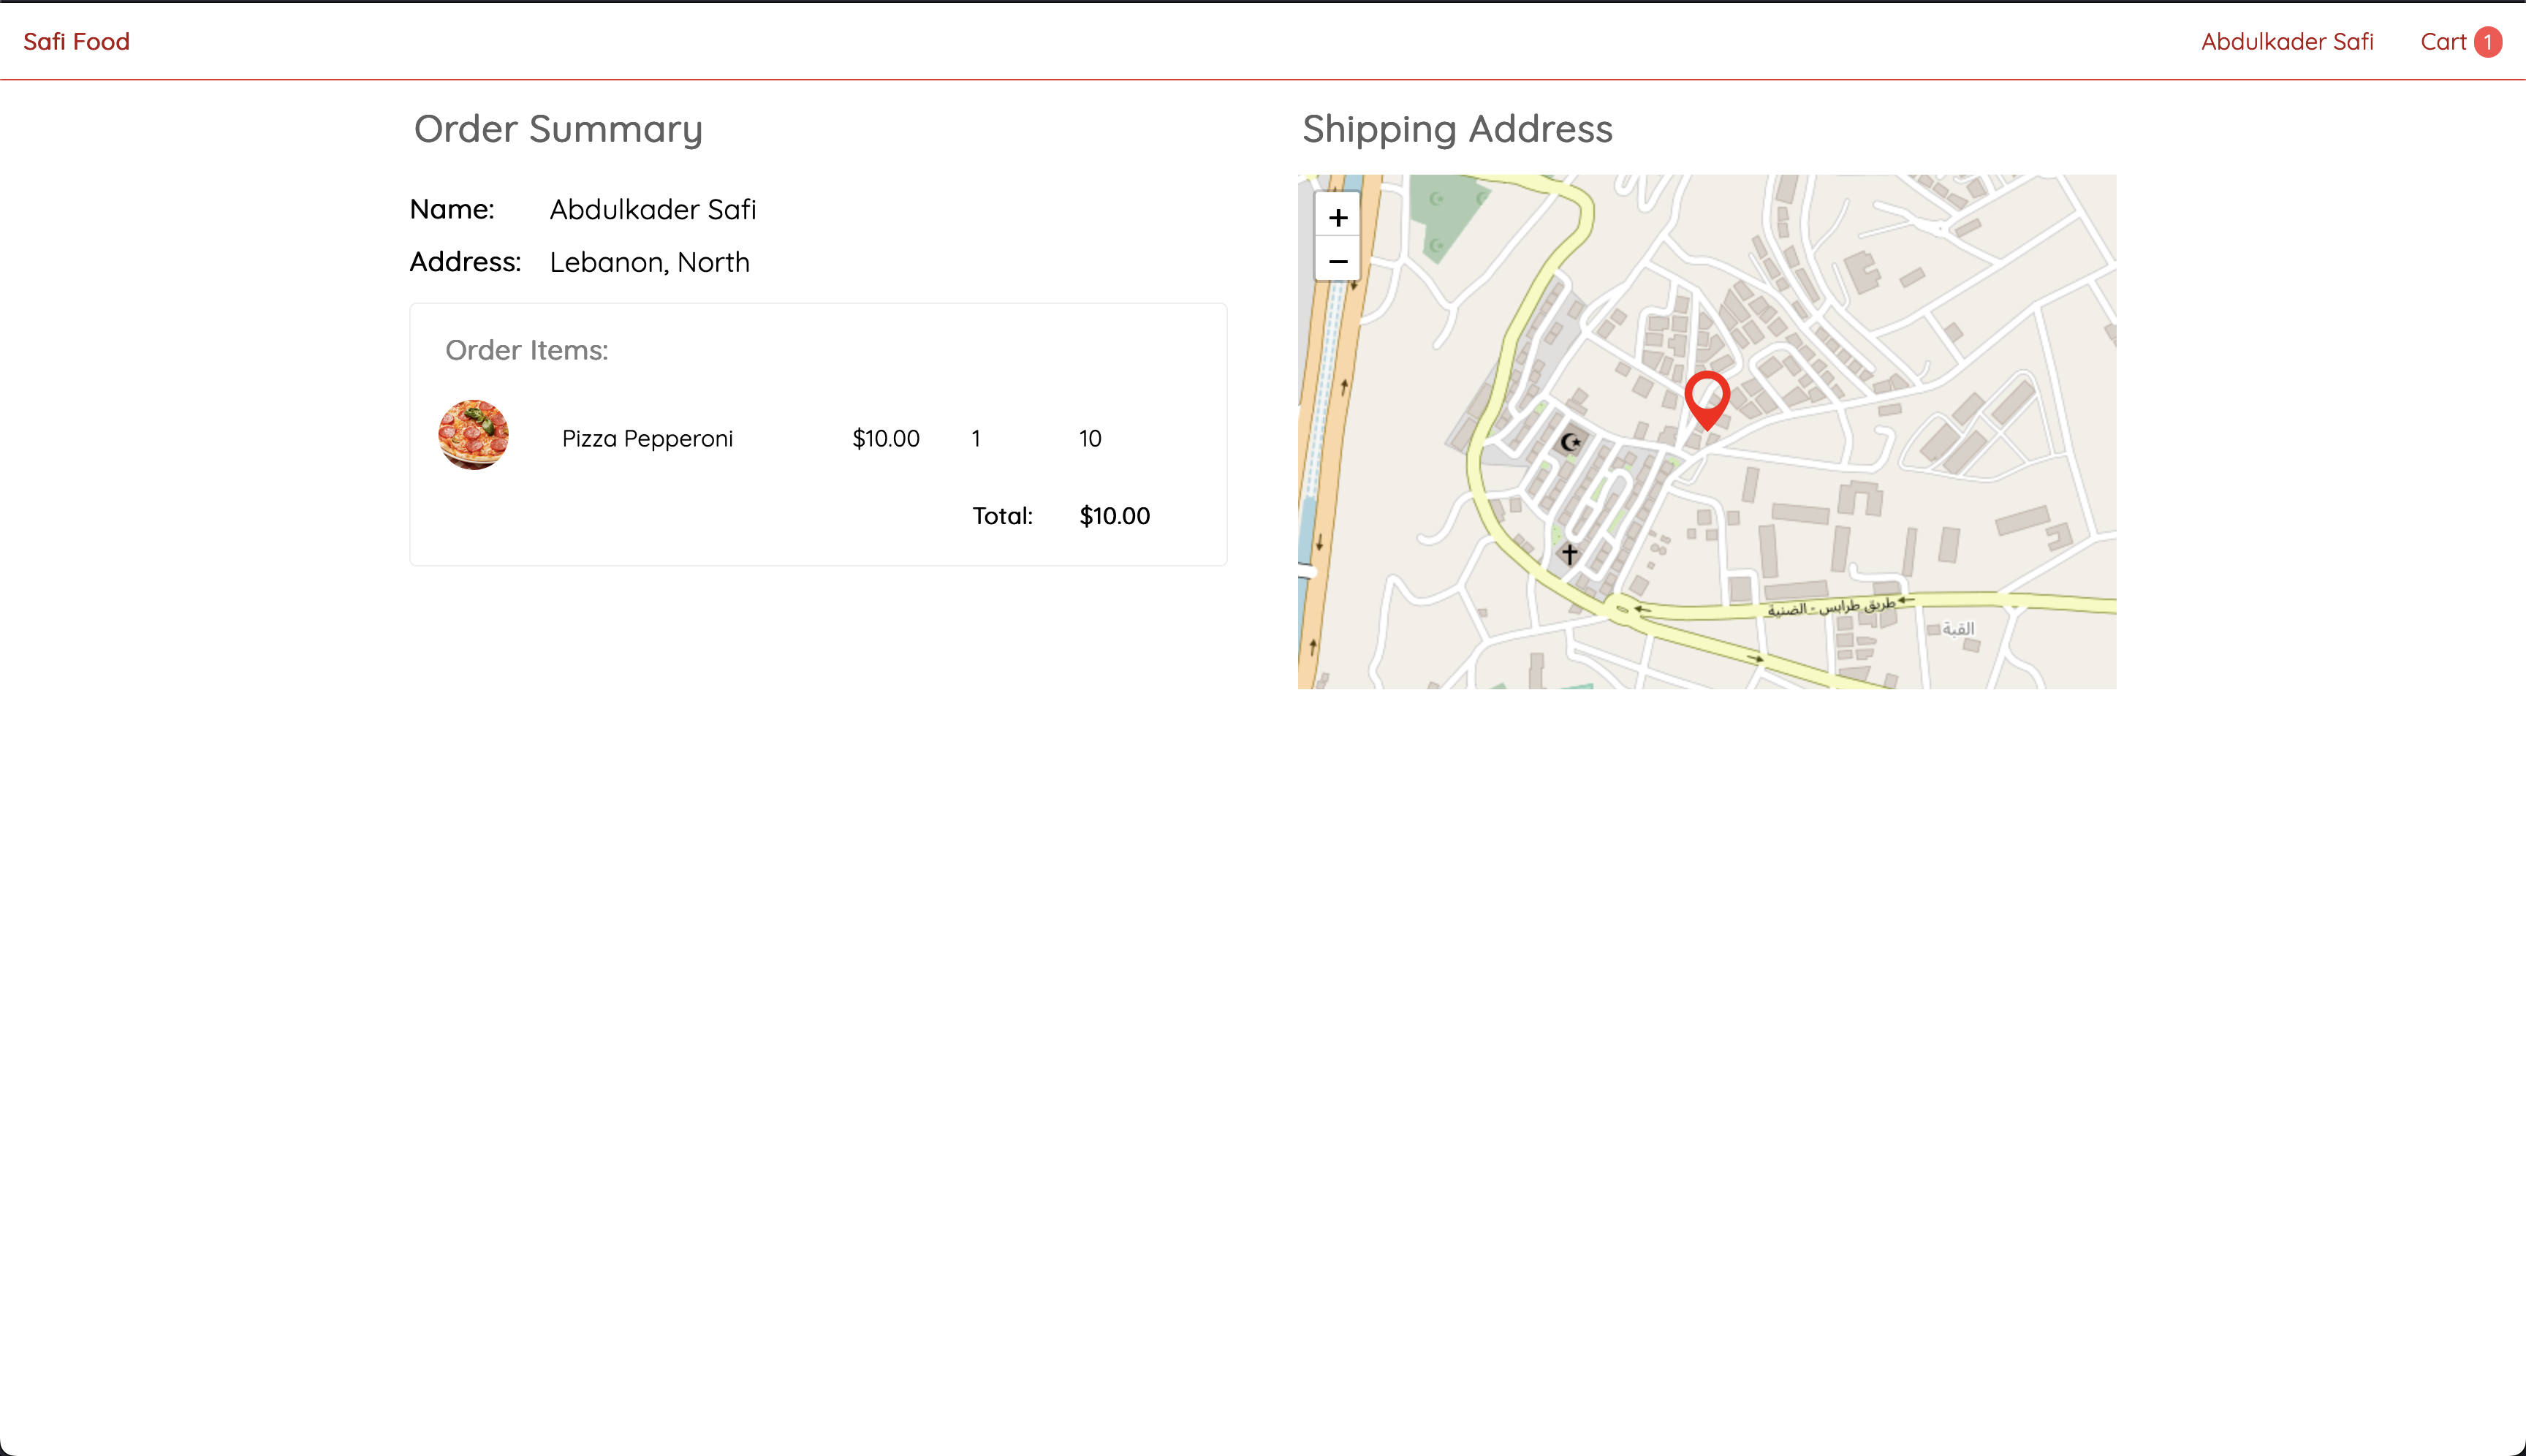 Safi Food
Abdulkader Safi
Cart 1
Order Summary
Name: Abdulkader Safi
Address: Lebanon, North
Order Items:
Pizza Pepperoni $10.00 1 10
Total: $10.00
Shipping Address
+
−
طريق طرابلس - الضنية
القبة